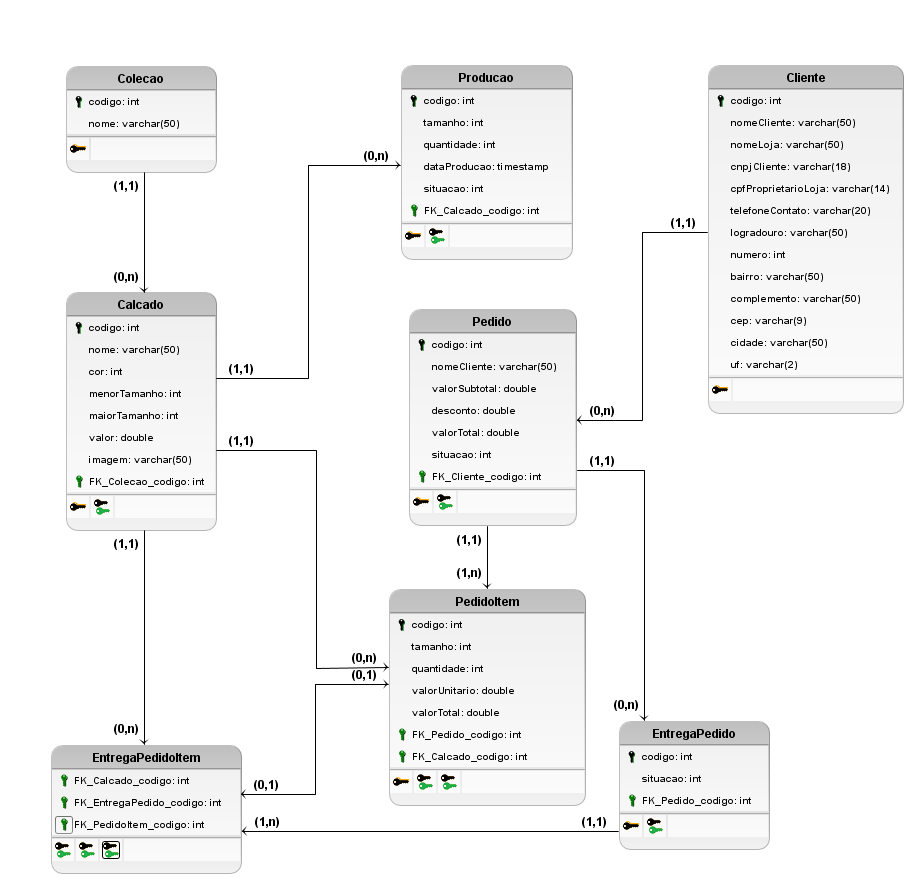 Colecao
codigo: int
nome: varchar(50)
(1,1)
(0,n)
Producao
codigo: int
tamanho: int
quantidade: int
dataProducao: timestamp
situacao: int
FK_Calcado_codigo: int
(0,n)
Cliente
codigo: int
nomeCliente: varchar(50)
nomeLoja: varchar(50)
cnpjCliente: varchar(18)
cpfProprietarioLoja: varchar(14)
telefoneContato: varchar(20)
logradouro: varchar(50)
numero: int
bairro: varchar(50)
complemento: varchar(50)
cep: varchar(9)
cidade: varchar(50)
uf: varchar(2)
(1,1)
Calcado
codigo: int
nome: varchar(50)
cor: int
menorTamanho: int
maiorTamanho: int
valor: double
imagem: varchar(50)
FK_Colecao_codigo: int
(1,1)
(1,1)
(1,1)
Pedido
codigo: int
nomeCliente: varchar(50)
valorSubtotal: double
desconto: double
valorTotal: double
situacao: int
FK_Cliente_codigo: int
(0,n)
(1,1)
(1,1)
(1,n)
PedidoItem
codigo: int
tamanho: int
quantidade: int
valorUnitario: double
valorTotal: double
FK_Pedido_codigo: int
FK_Calcado_codigo: int
(0,n)
(0,1)
(0,n)
(0,n)
EntregaPedidoItem
FK_Calcado_codigo: int
FK_EntregaPedido_codigo: int
FK_PedidoItem_codigo: int
(0,1)
(1,n)
(1,1)
EntregaPedido
codigo: int
situacao: int
FK_Pedido_codigo: int